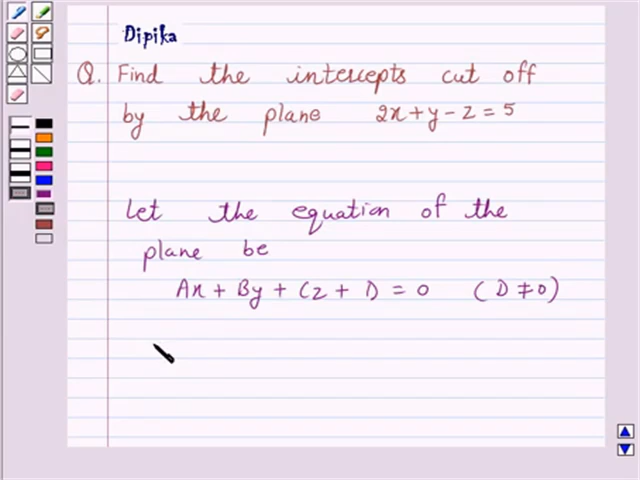 Dipika
Q. Find the intercepts cut off
by the plane 2x+y-z=5
Let the equation of the
plane be
Ax + By + Cz + D = 0 (D ≠ 0)